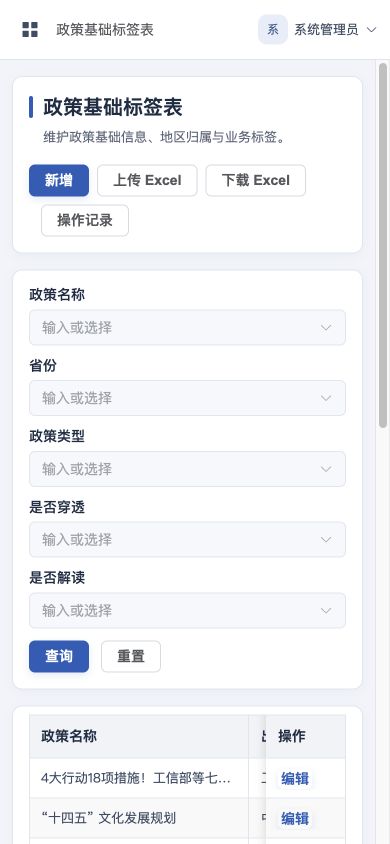 政策基础标签表
系 系统管理员
政策基础标签表
维护政策基础信息、地区归属与业务标签。
新增 上传 Excel 下载 Excel
操作记录
政策名称
输入或选择
省份
输入或选择
政策类型
输入或选择
是否穿透
输入或选择
是否解读
输入或选择
查询 重置
政策名称 操作
4大行动18项措施！工信部等七... 编辑
“十四五”文化发展规划 编辑